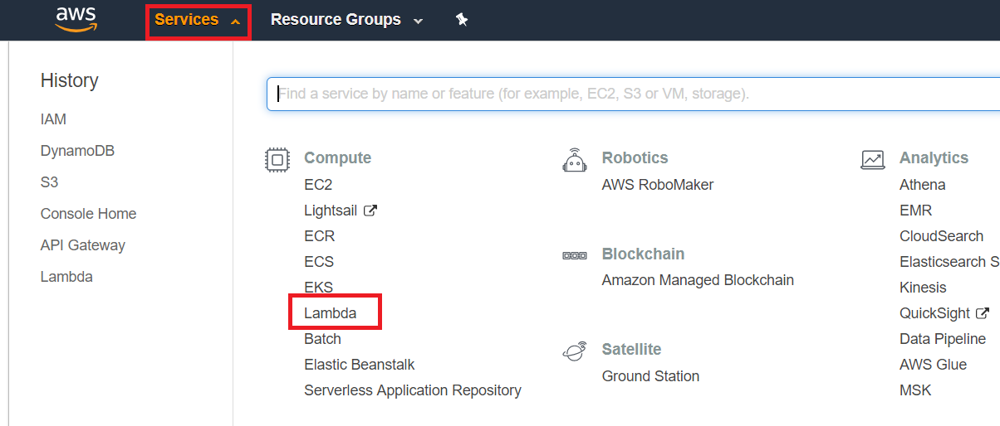 aws Services Resource Groups
History
IAM
DynamoDB
S3
Console Home
API Gateway
Lambda
Find a service by name or feature (for example, EC2, S3 or VM, storage).
Compute
EC2
Lightsail
ECR
ECS
EKS
Lambda
Batch
Elastic Beanstalk
Serverless Application Repository
Robotics
AWS RoboMaker
Blockchain
Amazon Managed Blockchain
Satellite
Ground Station
Analytics
Athena
EMR
CloudSearch
Elasticsearch S
Kinesis
QuickSight
Data Pipeline
AWS Glue
MSK